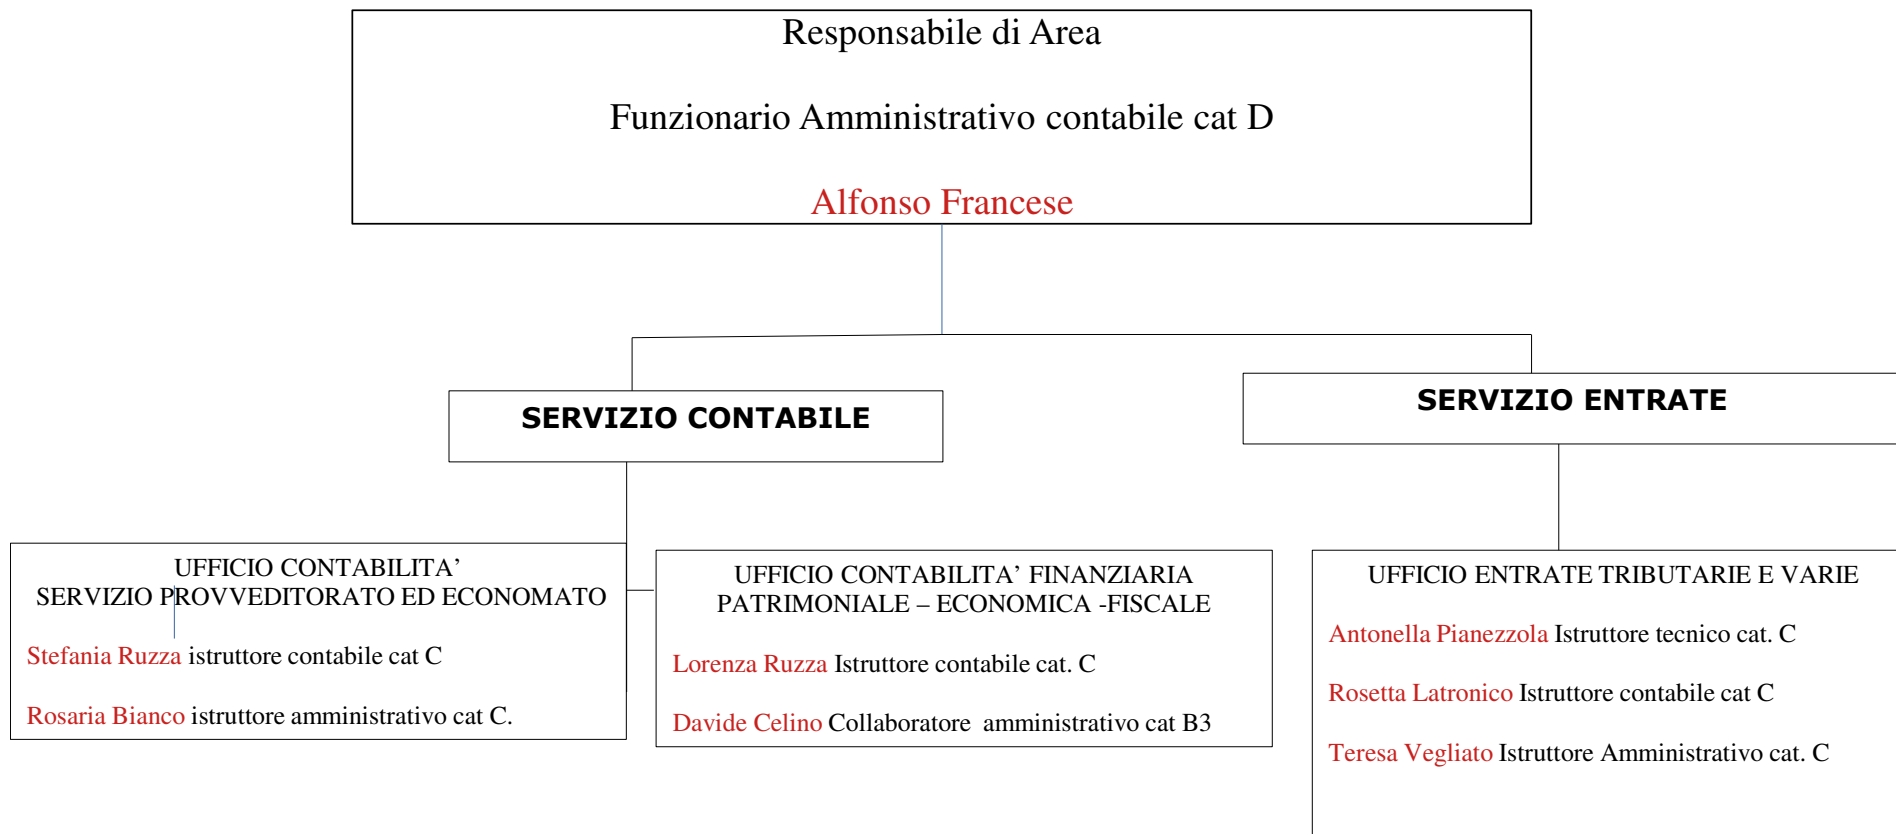 Responsabile di Area
Funzionario Amministrativo contabile cat D
Alfonso Francese
SERVIZIO CONTABILE
SERVIZIO ENTRATE
UFFICIO CONTABILITA’
SERVIZIO PROVVEDITORATO ED ECONOMATO
Stefania Ruzza istruttore contabile cat C
Rosaria Bianco istruttore amministrativo cat C.
UFFICIO CONTABILITA’ FINANZIARIA
PATRIMONIALE – ECONOMICA -FISCALE
Lorenza Ruzza Istruttore contabile cat. C
Davide Celino Collaboratore  amministrativo cat B3
UFFICIO ENTRATE TRIBUTARIE E VARIE
Antonella Pianezzola Istruttore tecnico cat. C
Rosetta Latronico Istruttore contabile cat C
Teresa Vegliato Istruttore Amministrativo cat. C